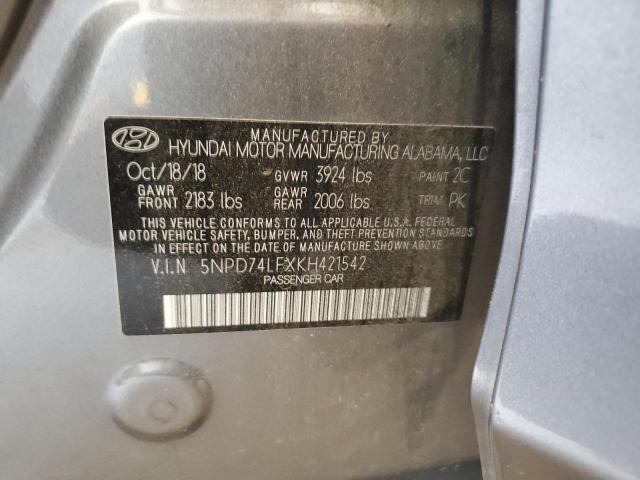 MANUFACTURED BY
HYUNDAI MOTOR MANUFACTURING ALABAMA, LLC
Oct/18/18 GVWR 3924 lbs PAINT 2C
GAWR FRONT 2183 lbs GAWR REAR 2006 lbs TRIM PK
THIS VEHICLE CONFORMS TO ALL APPLICABLE U.S.A. FEDERAL
MOTOR VEHICLE SAFETY, BUMPER, AND THEFT PREVENTION STANDARDS
IN EFFECT ON THE DATE OF MANUFACTURE SHOWN ABOVE.
V.I.N 5NPD74LFXKH421542
PASSENGER CAR